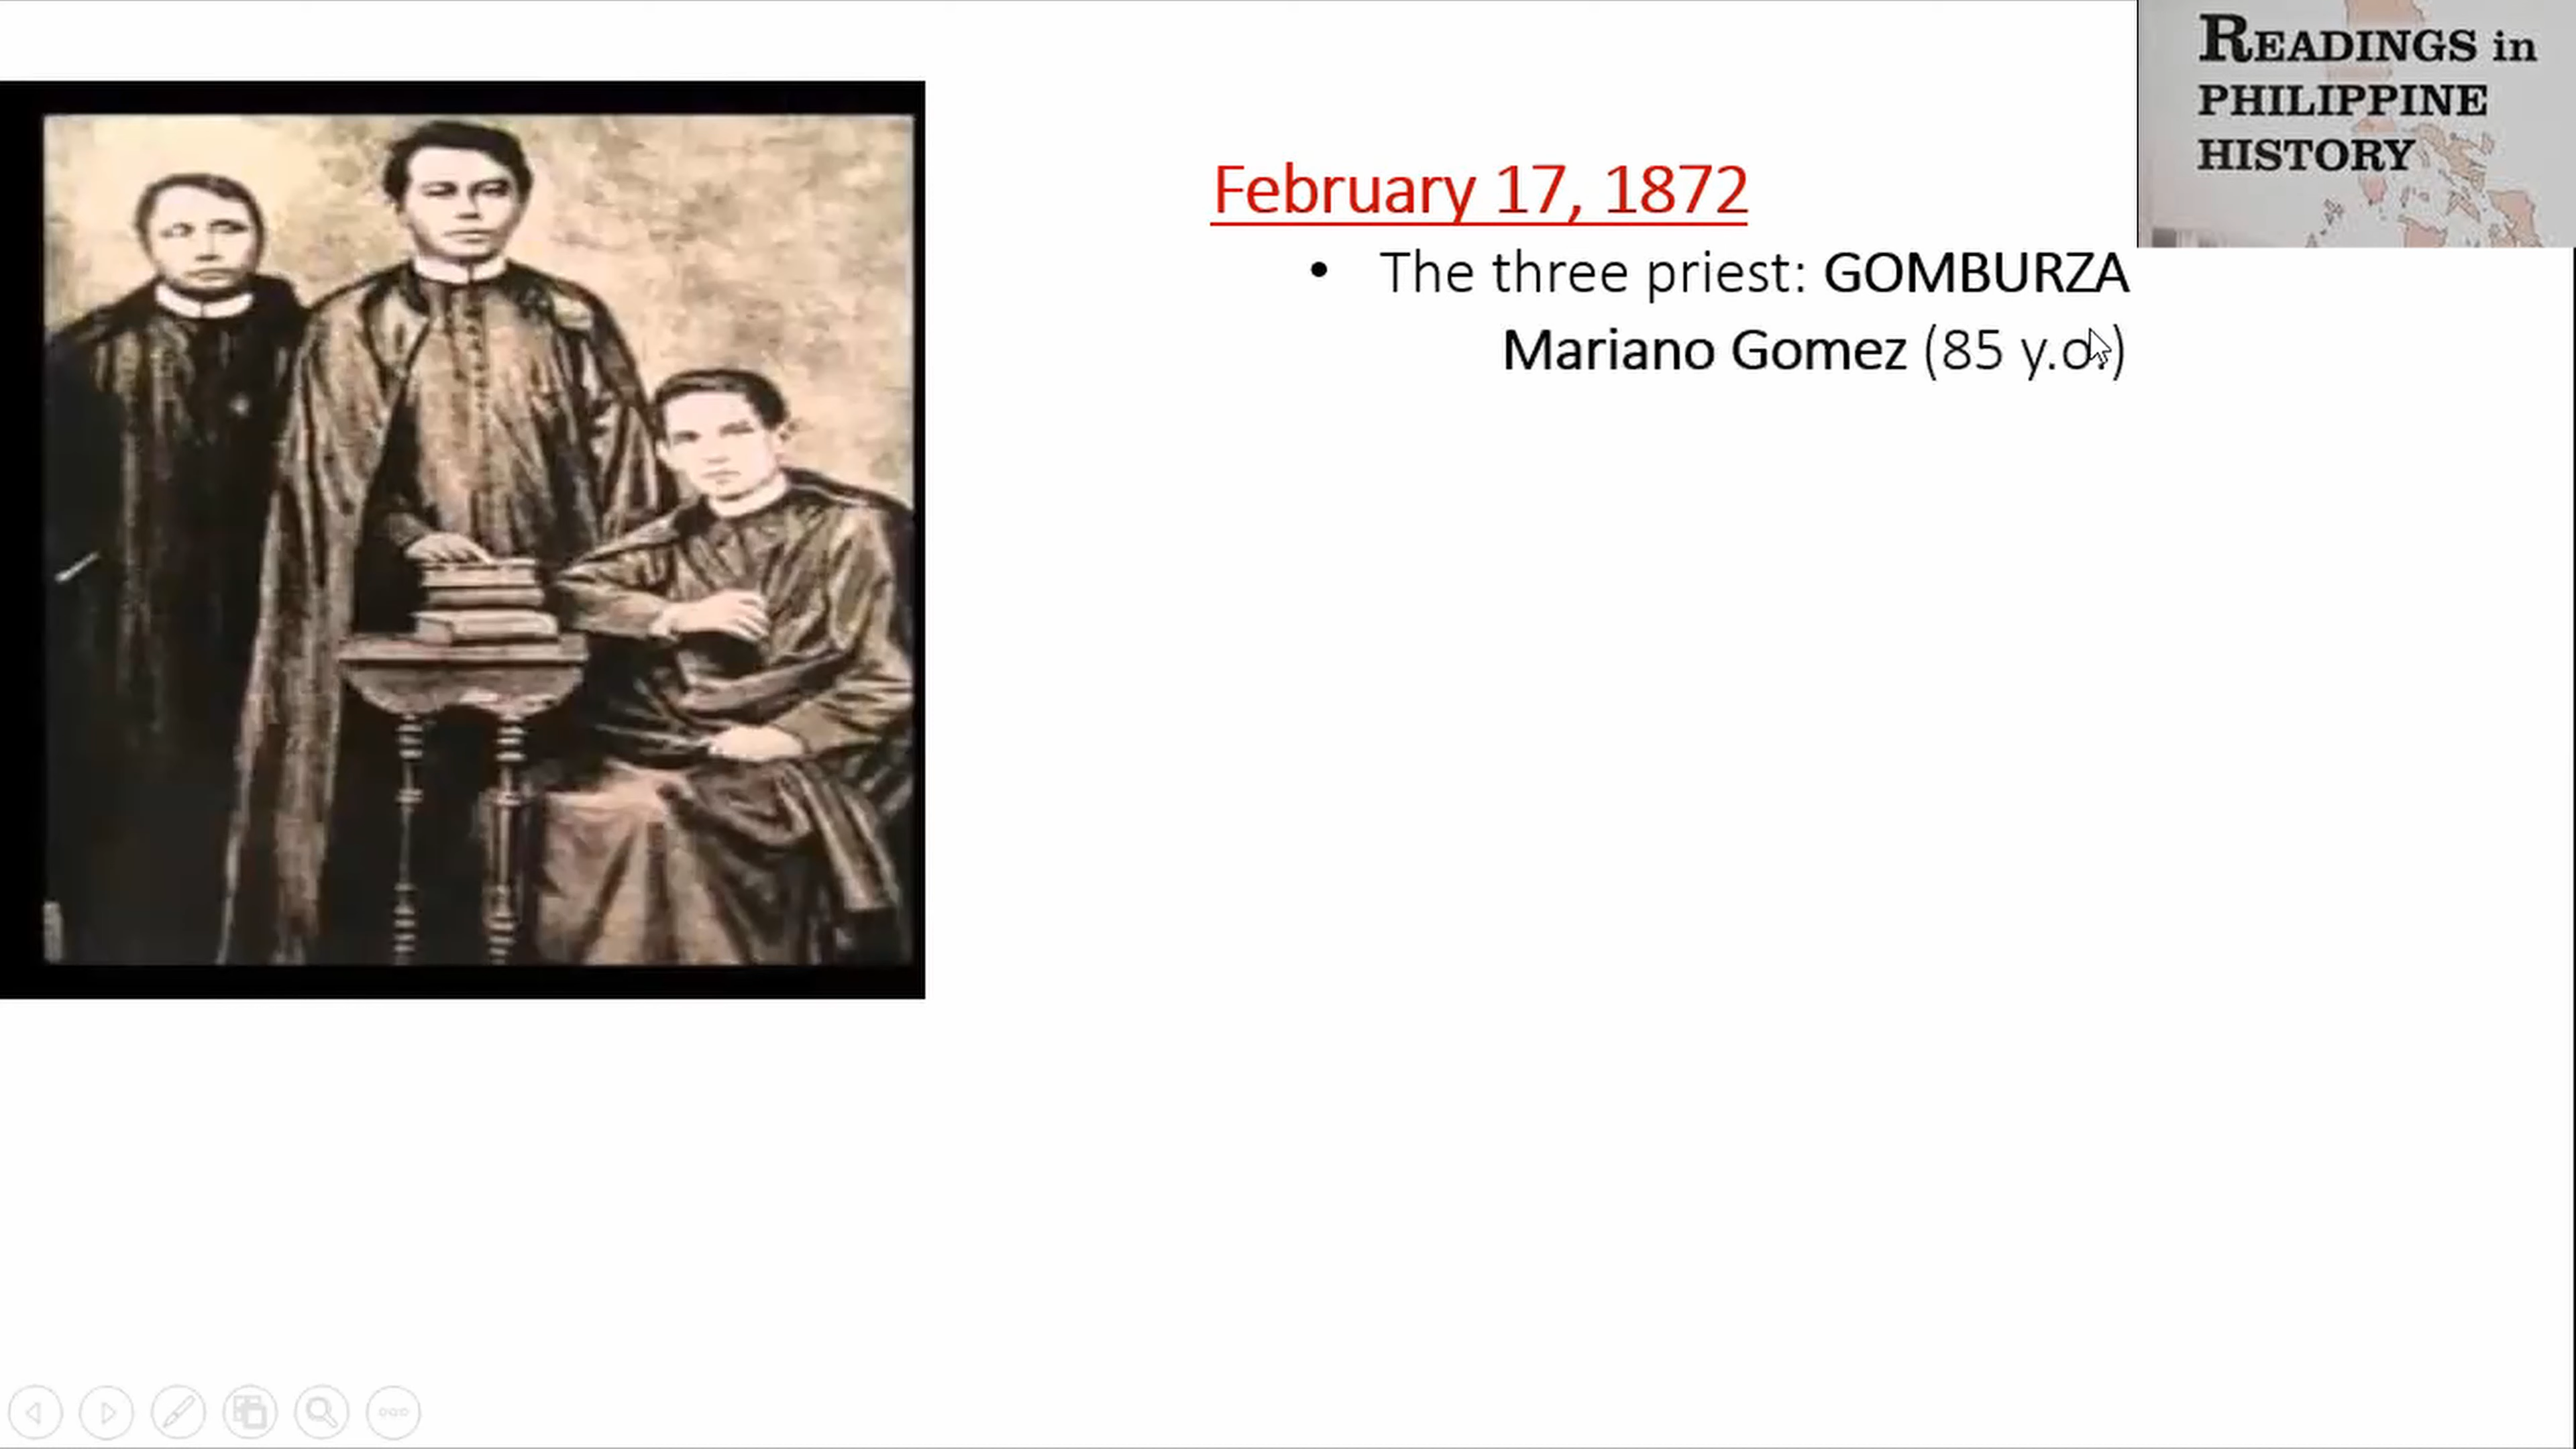 READINGS in
PHILIPPINE
HISTORY
February 17, 1872
• The three priest: GOMBURZA
Mariano Gomez (85 y.o.)